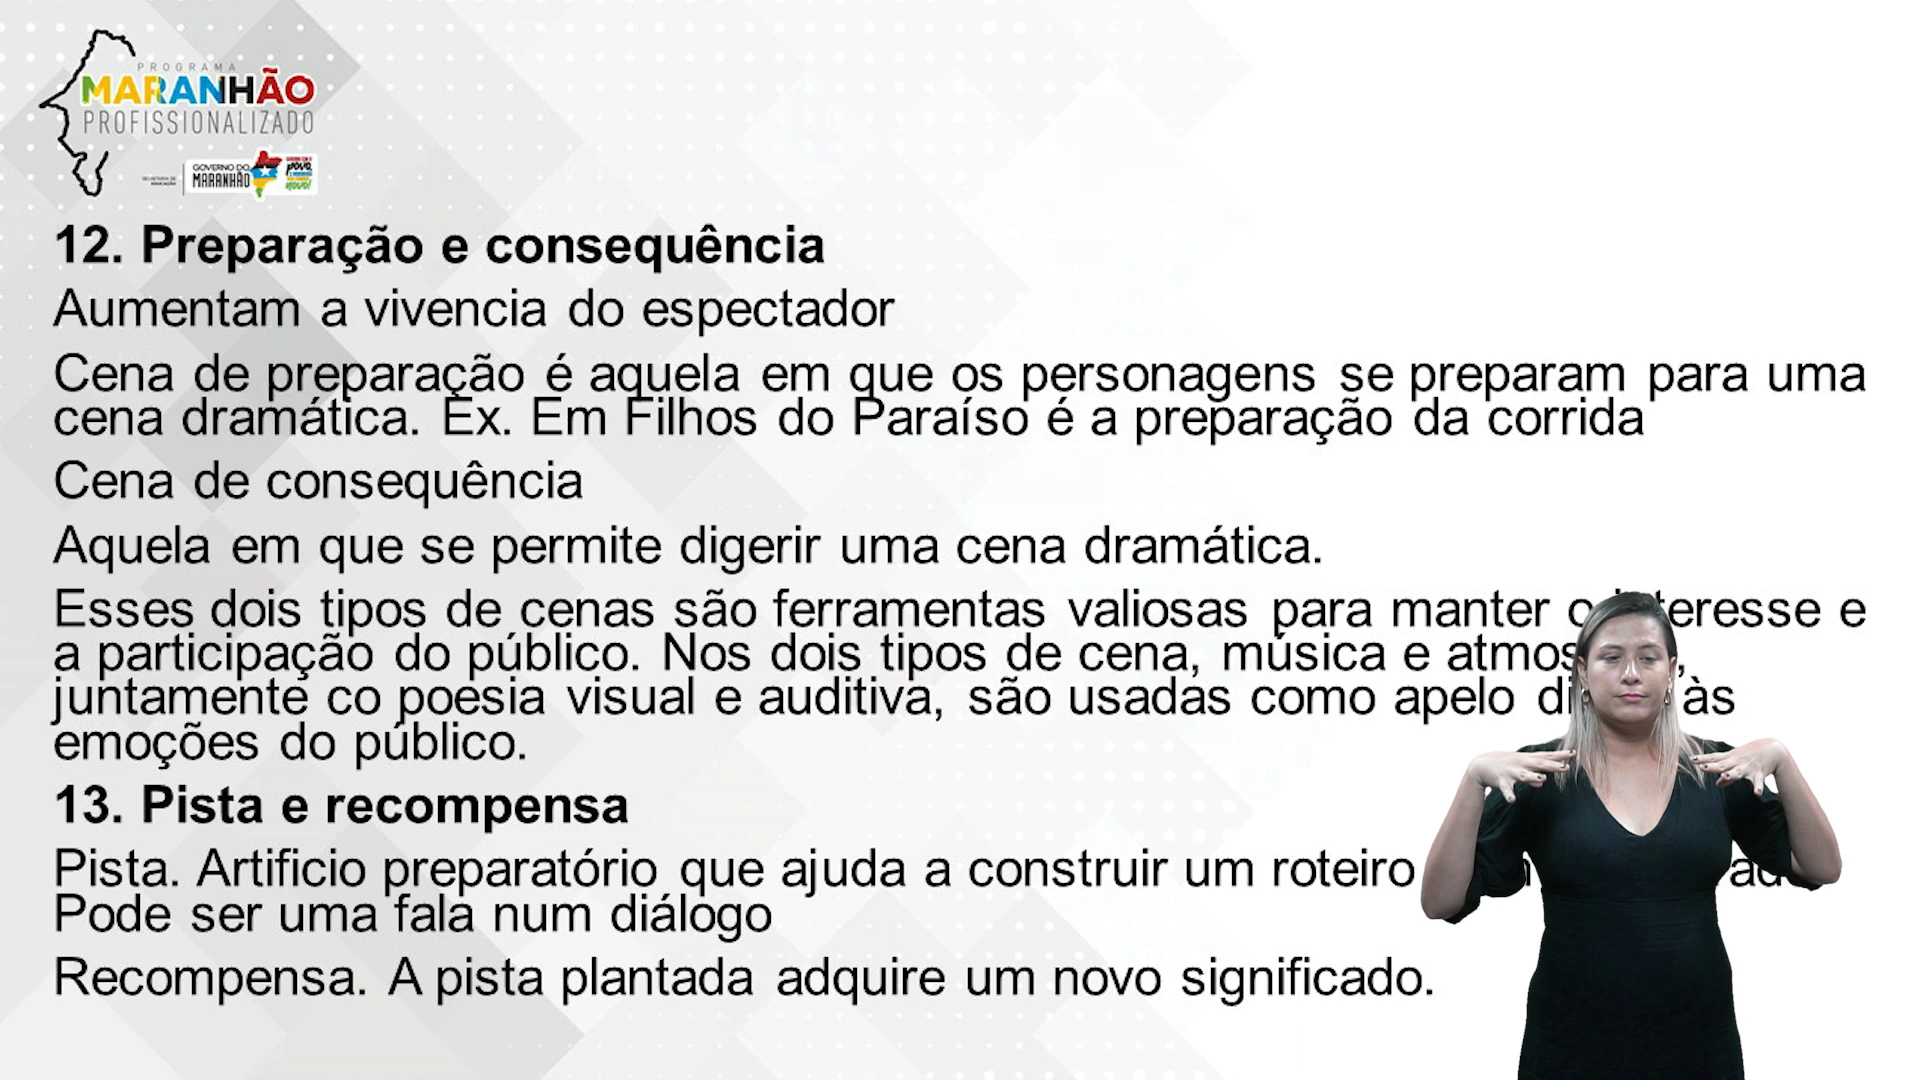 PROGRAMA
MARANHÃO
PROFISSIONALIZADO
SECRETARIA DE
EDUCAÇÃO
GOVERNO DO
MARANHÃO
12. Preparação e consequência
Aumentam a vivencia do espectador
Cena de preparação é aquela em que os personagens se preparam para uma
cena dramática. Ex. Em Filhos do Paraíso é a preparação da corrida
Cena de consequência
Aquela em que se permite digerir uma cena dramática.
Esses dois tipos de cenas são ferramentas valiosas para manter o e
a participação do público. Nos dois tipos de cena, música e
juntamente co poesia visual e auditiva, são usadas como apelo às
emoções do público.
13. Pista e recompensa
Pista. Artificio preparatório que ajuda a construir um roteiro
Pode ser uma fala num diálogo
Recompensa. A pista plantada adquire um novo significado.